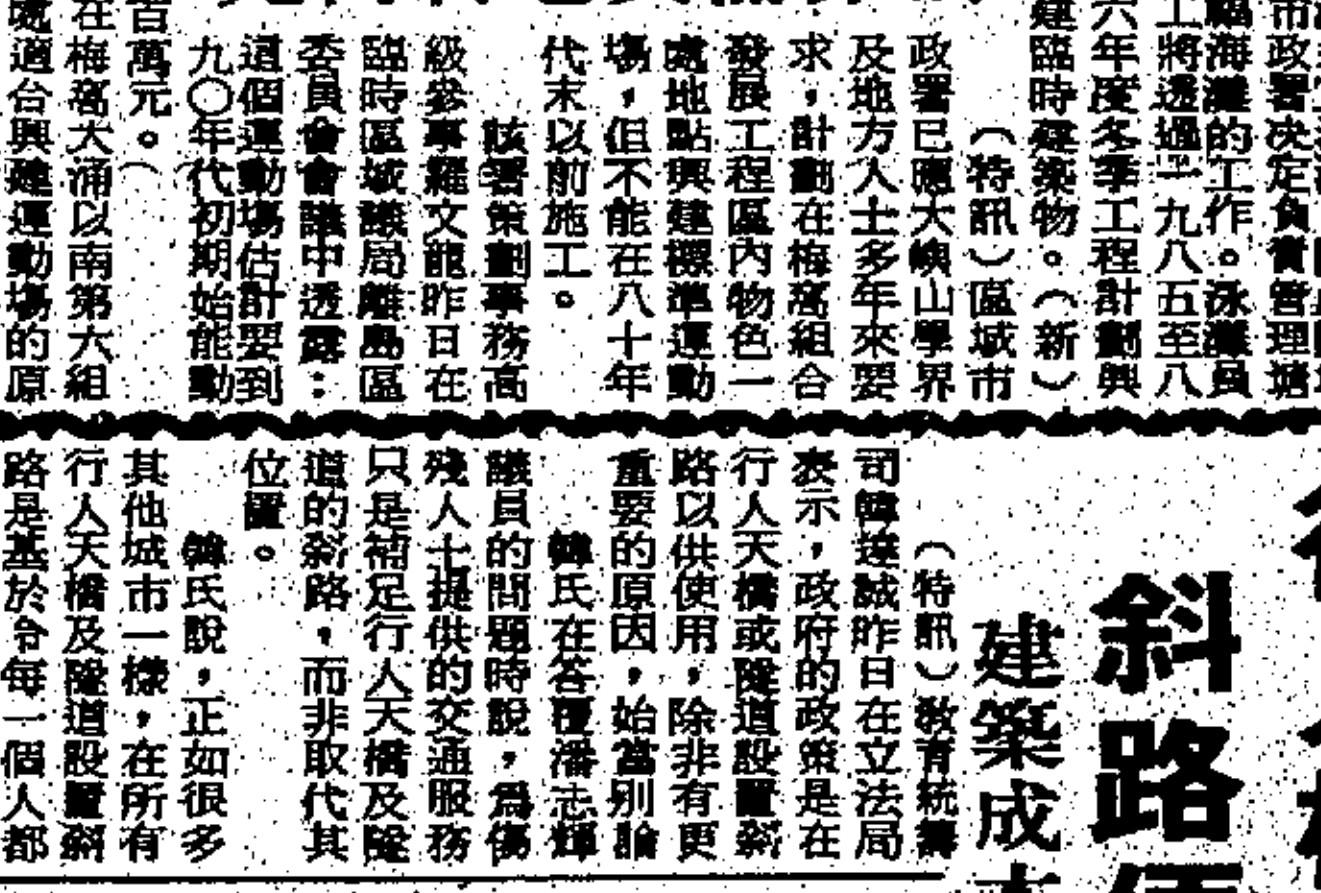 市政署決定負責管理塘
臨海灘的工作。泳灘員
工將透過一九八五至八
六年度冬季工程計劃興
建臨時建築物。（新）
（特訊）區域市
政署已應大嶼山學界
及地方人士多年來要
求，計劃在梅窩組合
發展工程區內物色一
處地點興建標準運動
場，但不能在八十年
代末以前施工。
該署策劃事務高
級參事羅文龍昨日在
臨時區域議局離島區
委員會會議中透露：
這個運動場估計要到
九〇年代初期始能動
百萬元。（
在梅窩大涌以南第六組
處適合興建運動場的原
斜路
建築成
（特訊）教育統籌
司韓達誠昨日在立法局
表示，政府的政策是在
行人天橋或隧道設置斜
路以供使用，除非有更
重要的原因，始當別論
韓氏在答覆潘志輝
議員的問題時說，為傷
殘人士提供的交通服務
只是補足行人天橋及隧
道的斜路，而非取代其
位置。
韓氏說，正如很多
其他城市一樣，在所有
行人天橋及隧道設置斜
路是基於令每一個人都